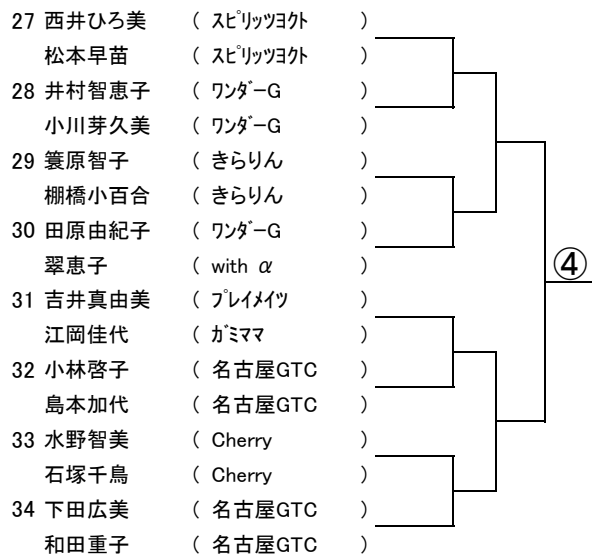 27 西井ひろ美 ( スピリッツヨクト )
松本早苗 ( スピリッツヨクト )
28 井村智恵子 ( ワンダーG )
小川芽久美 ( ワンダーG )
29 簑原智子 ( きらりん )
棚橋小百合 ( きらりん )
30 田原由紀子 ( ワンダーG )
翠恵子 ( with α )
④
31 吉井真由美 ( プレイメイツ )
江岡佳代 ( ガミママ )
32 小林啓子 ( 名古屋GTC )
島本加代 ( 名古屋GTC )
33 水野智美 ( Cherry )
石塚千鳥 ( Cherry )
34 下田広美 ( 名古屋GTC )
和田重子 ( 名古屋GTC )